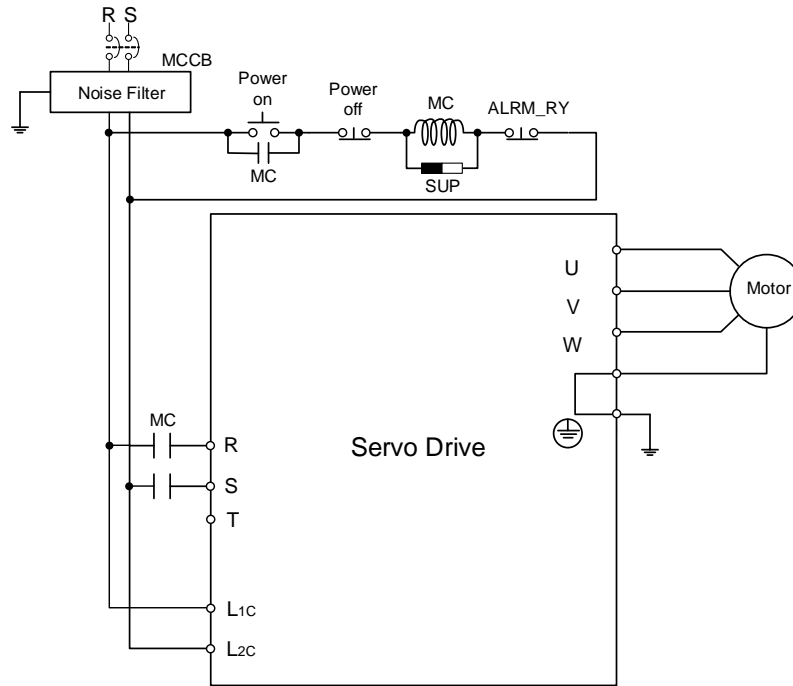 R S
MCCB
Noise Filter
Power on
Power off
MC
ALRM_RY
MC
SUP
U
V
W
Motor
MC
R
S
T
Servo Drive
L1C
L2C